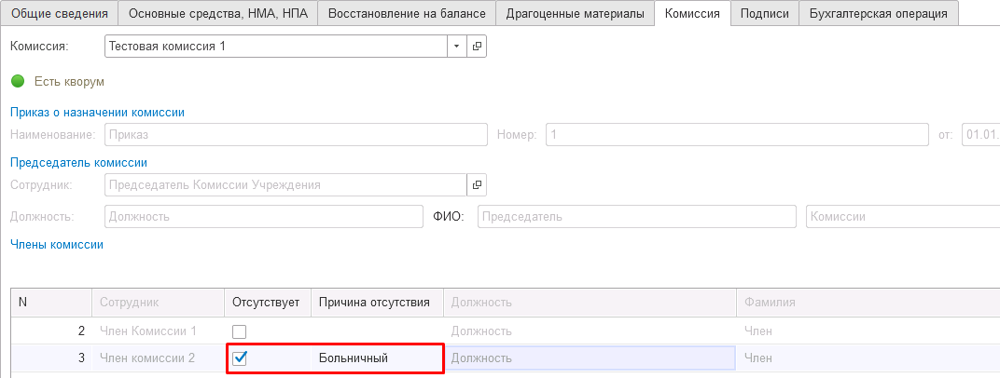 Общие сведения Основные средства, НМА, НПА Восстановление на балансе Драгоценные материалы Комиссия Подписи Бухгалтерская операция
Комиссия: Тестовая комиссия 1
Есть кворум
Приказ о назначении комиссии
Наименование: Приказ Номер: 1 от: 01.01.
Председатель комиссии
Сотрудник: Председатель Комиссии Учреждения
Должность: Должность ФИО: Председатель Комиссии
Члены комиссии
N Сотрудник Отсутствует Причина отсутствия Должность Фамилия
2 Член Комиссии 1 Должность Член
3 Член комиссии 2 Больничный Должность Член